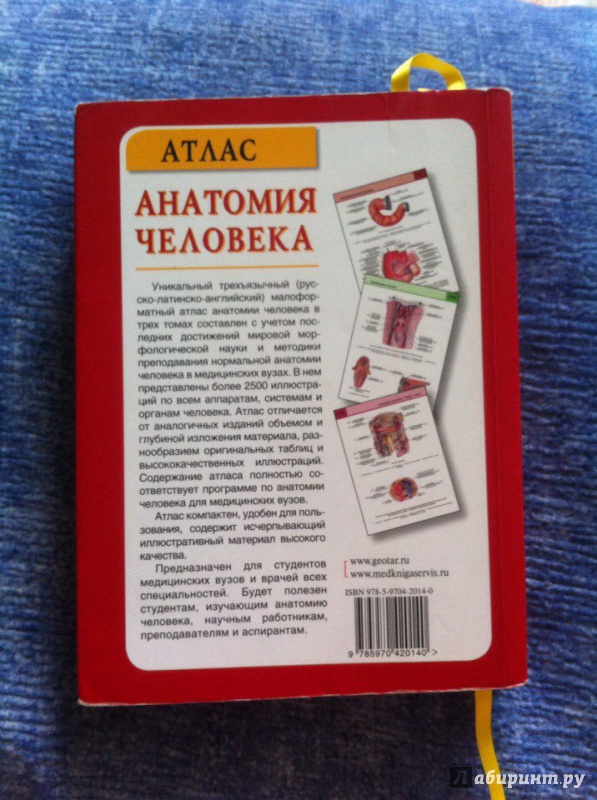 АТЛАС
АНАТОМИЯ
ЧЕЛОВЕКА
Уникальный трехъязычный (рус-
ско-латинско-английский) малофор-
матный атлас анатомии человека в
трех томах составлен с учетом пос-
ледних достижений мировой мор-
фологической науки и методики
преподавания нормальной анатомии
человека в медицинских вузах. В нем
представлены более 2500 иллюстра-
ций по всем аппаратам, системам и
органам человека. Атлас отличается
от аналогичных изданий объемом и
глубиной изложения материала, раз-
нообразием оригинальных таблиц и
высококачественных иллюстраций.
Содержание атласа полностью со-
ответствует программе по анатомии
человека для медицинских вузов.
Атлас компактен, удобен для поль-
зования, содержит исчерпывающий
иллюстративный материал высокого
качества.
Предназначен для студентов
медицинских вузов и врачей всех
специальностей. Будет полезен
студентам, изучающим анатомию
человека, научным работникам,
преподавателям и аспирантам.
www.geotar.ru
www.medknigaservis.ru
ISBN 978-5-9704-2014-0
9 785970 420140 >
Лабиринт.ру